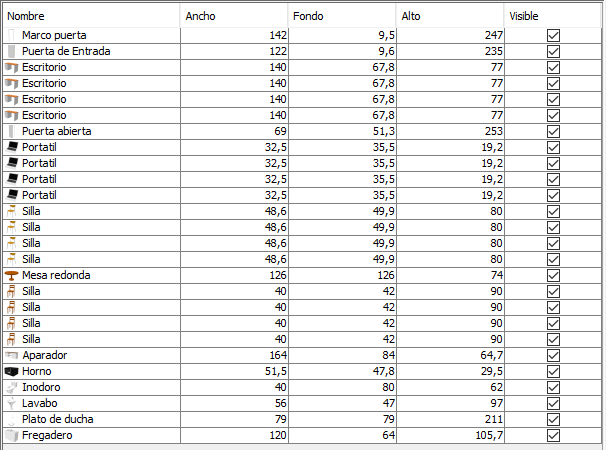 Nombre Ancho Fondo Alto Visible
Marco puerta 142 9,5 247
Puerta de Entrada 122 9,6 235
Escritorio 140 67,8 77
Escritorio 140 67,8 77
Escritorio 140 67,8 77
Escritorio 140 67,8 77
Puerta abierta 69 51,3 253
Portatil 32,5 35,5 19,2
Portatil 32,5 35,5 19,2
Portatil 32,5 35,5 19,2
Portatil 32,5 35,5 19,2
Silla 48,6 49,9 80
Silla 48,6 49,9 80
Silla 48,6 49,9 80
Silla 48,6 49,9 80
Mesa redonda 126 126 74
Silla 40 42 90
Silla 40 42 90
Silla 40 42 90
Silla 40 42 90
Aparador 164 84 64,7
Horno 51,5 47,8 29,5
Inodoro 40 80 62
Lavabo 56 47 97
Plato de ducha 79 79 211
Fregadero 120 64 105,7